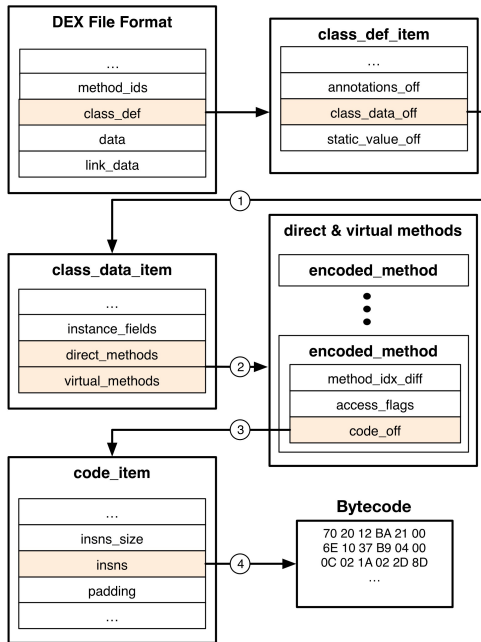 DEX File Format
…
method_ids
class_def
data
link_data
class_def_item
…
annotations_off
class_data_off
static_value_off
1
class_data_item
…
instance_fields
direct_methods
virtual_methods
2
direct & virtual methods
encoded_method
encoded_method
method_idx_diff
access_flags
code_off
3
code_item
…
insns_size
insns
padding
…
4
Bytecode
70 20 12 BA 21 00
6E 10 37 B9 04 00
0C 02 1A 02 2D 8D
…